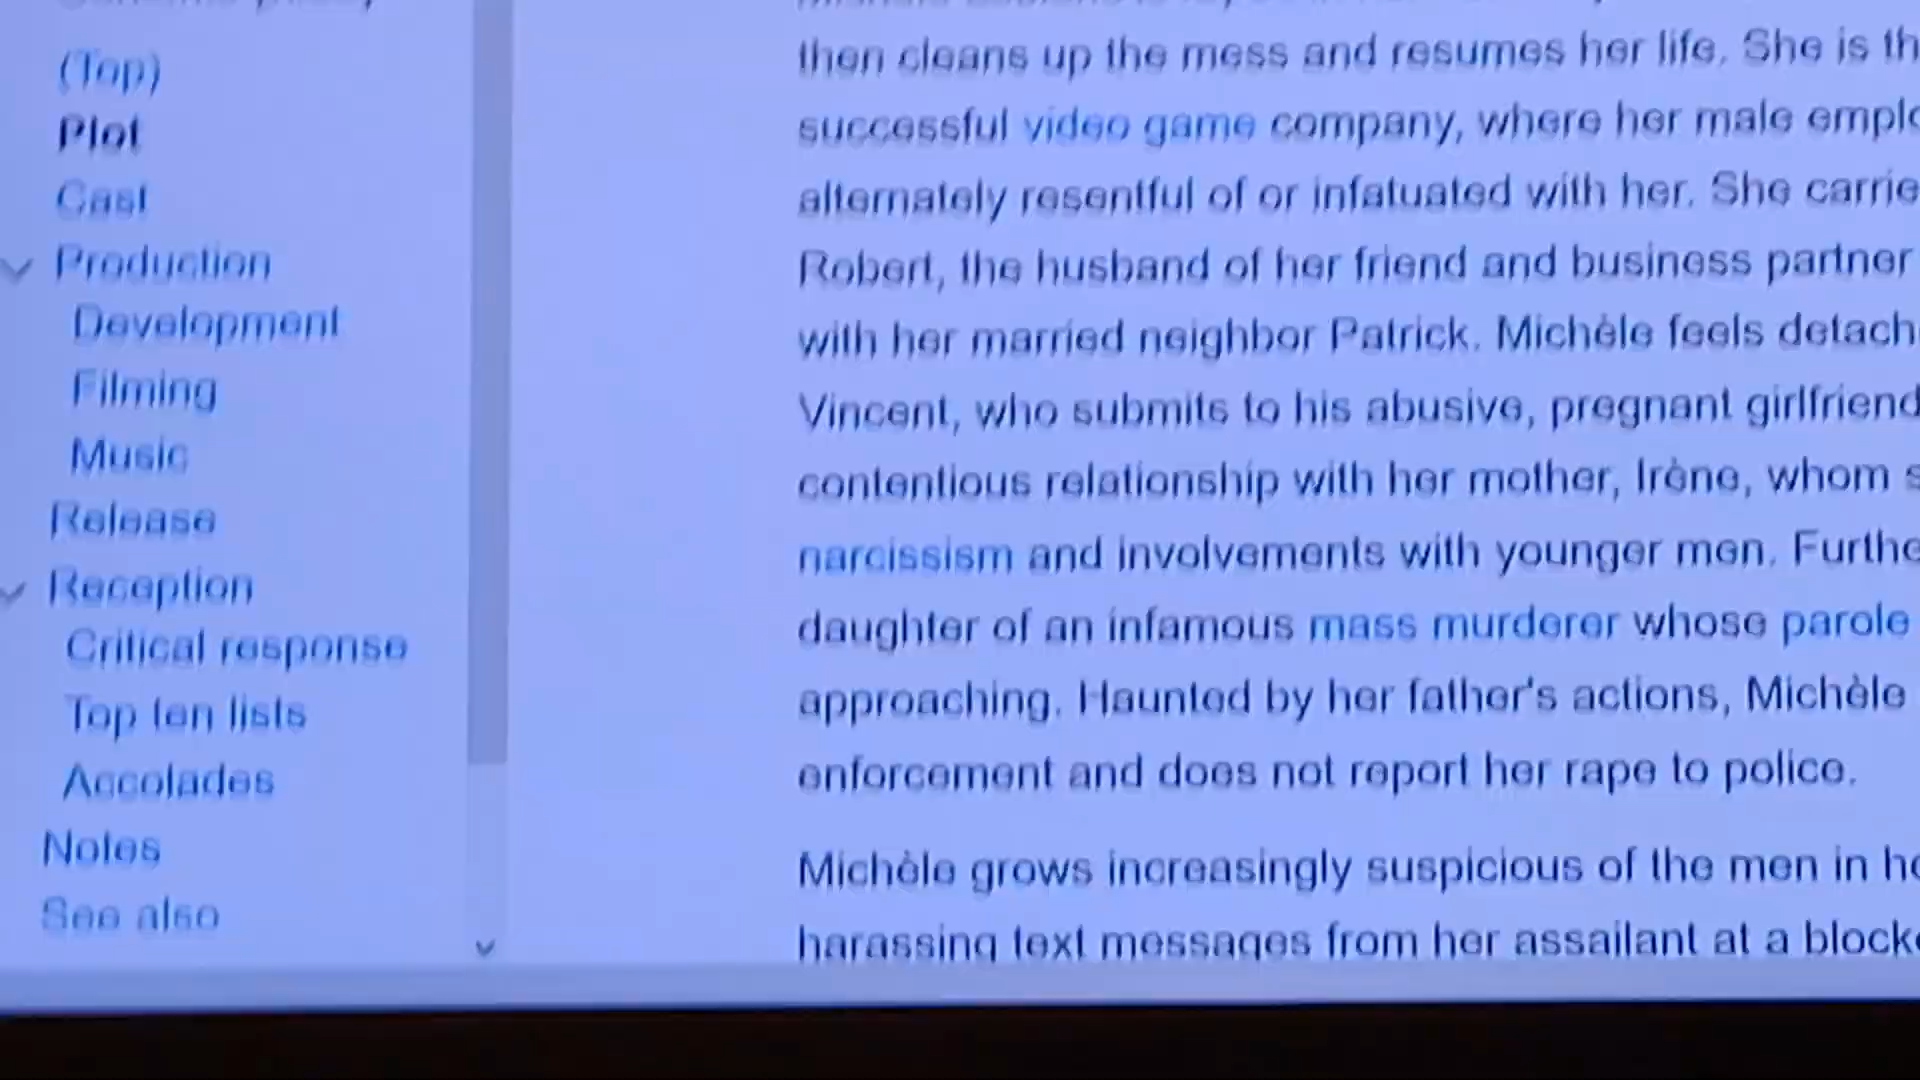 (Top)
Plot
Cast
Production
Development
Filming
Music
Release
Reception
Critical response
Top ten lists
Accolades
Notes
See also
then cleans up the mess and resumes her life. She is
successful video game company, where her male
alternately resentful of or infatuated with her. She
Robert, the husband of her friend and business partner
with her married neighbor Patrick. Michèle feels
Vincent, who submits to his abusive, pregnant girlfriend
contentious relationship with her mother, Irène, whom
narcissism and involvements with younger men.
daughter of an infamous mass murderer whose parole
approaching. Haunted by her father's actions, Michèle
enforcement and does not report her rape to police.
Michèle grows increasingly suspicious of the men in
harassing text messages from her assailant at a